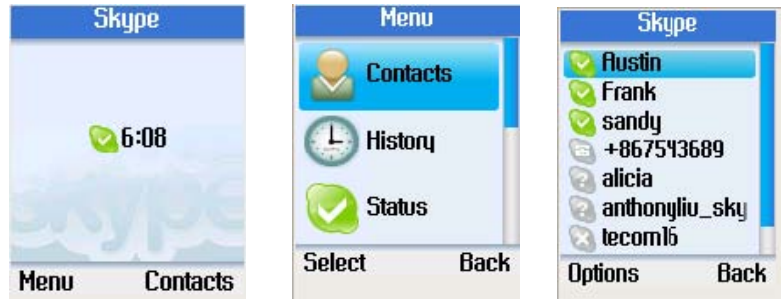 Skype
6:08
skype
Menu Contacts
Menu
Contacts
History
Status
Select Back
Skype
Austin
Frank
sandy
+867543689
alicia
anthonyliu_sky
tecom16
Options Back